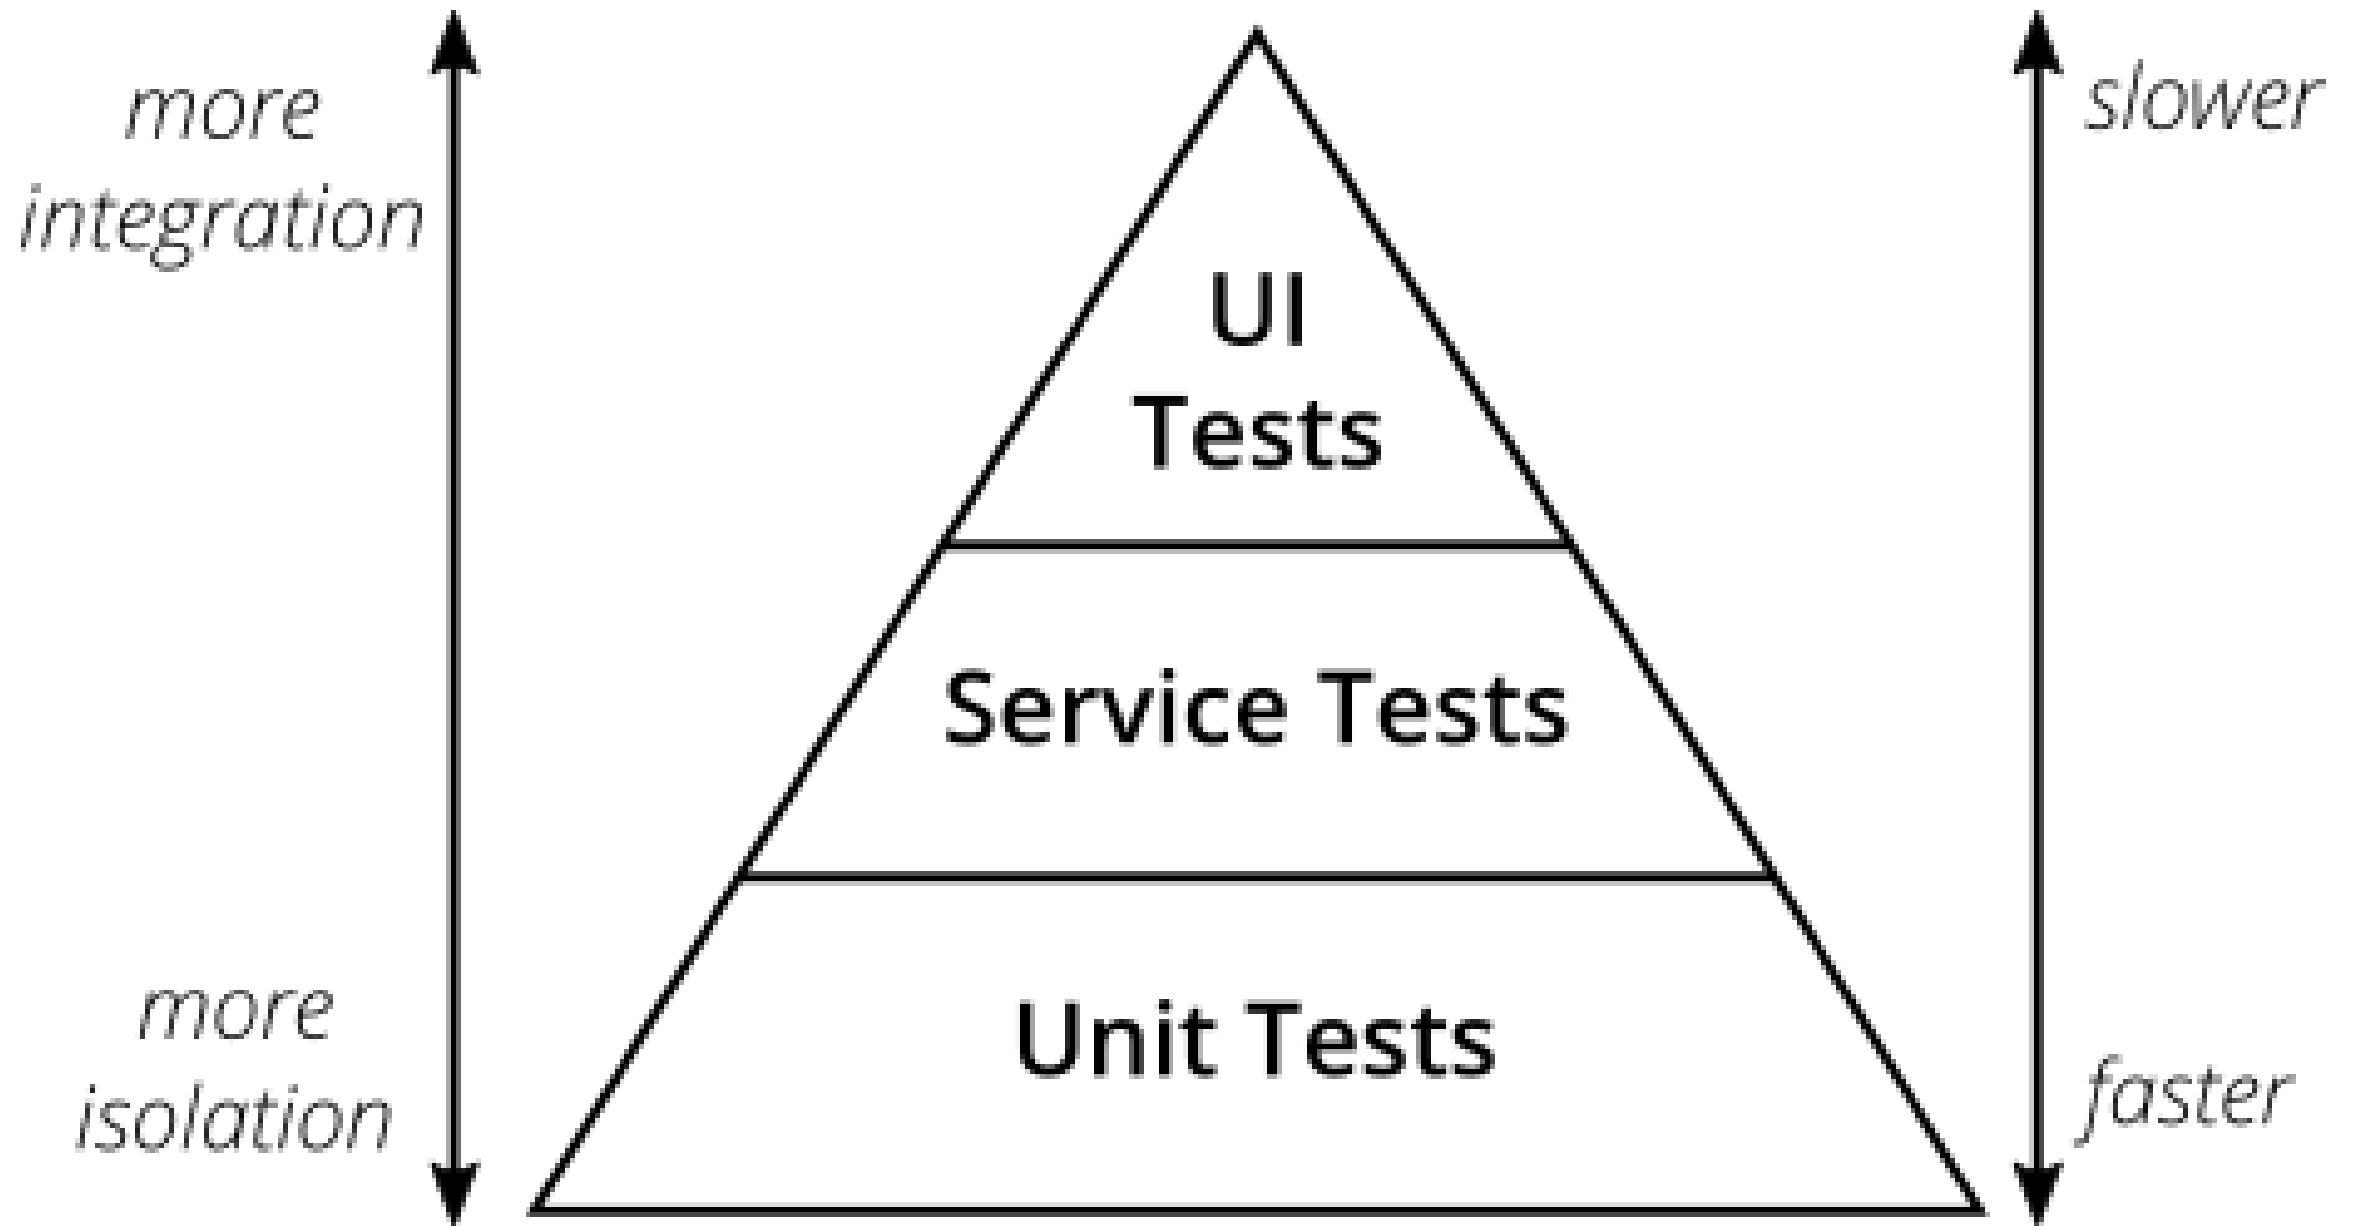 more
integration
slower
UI
Tests
Service Tests
more
isolation
Unit Tests
faster